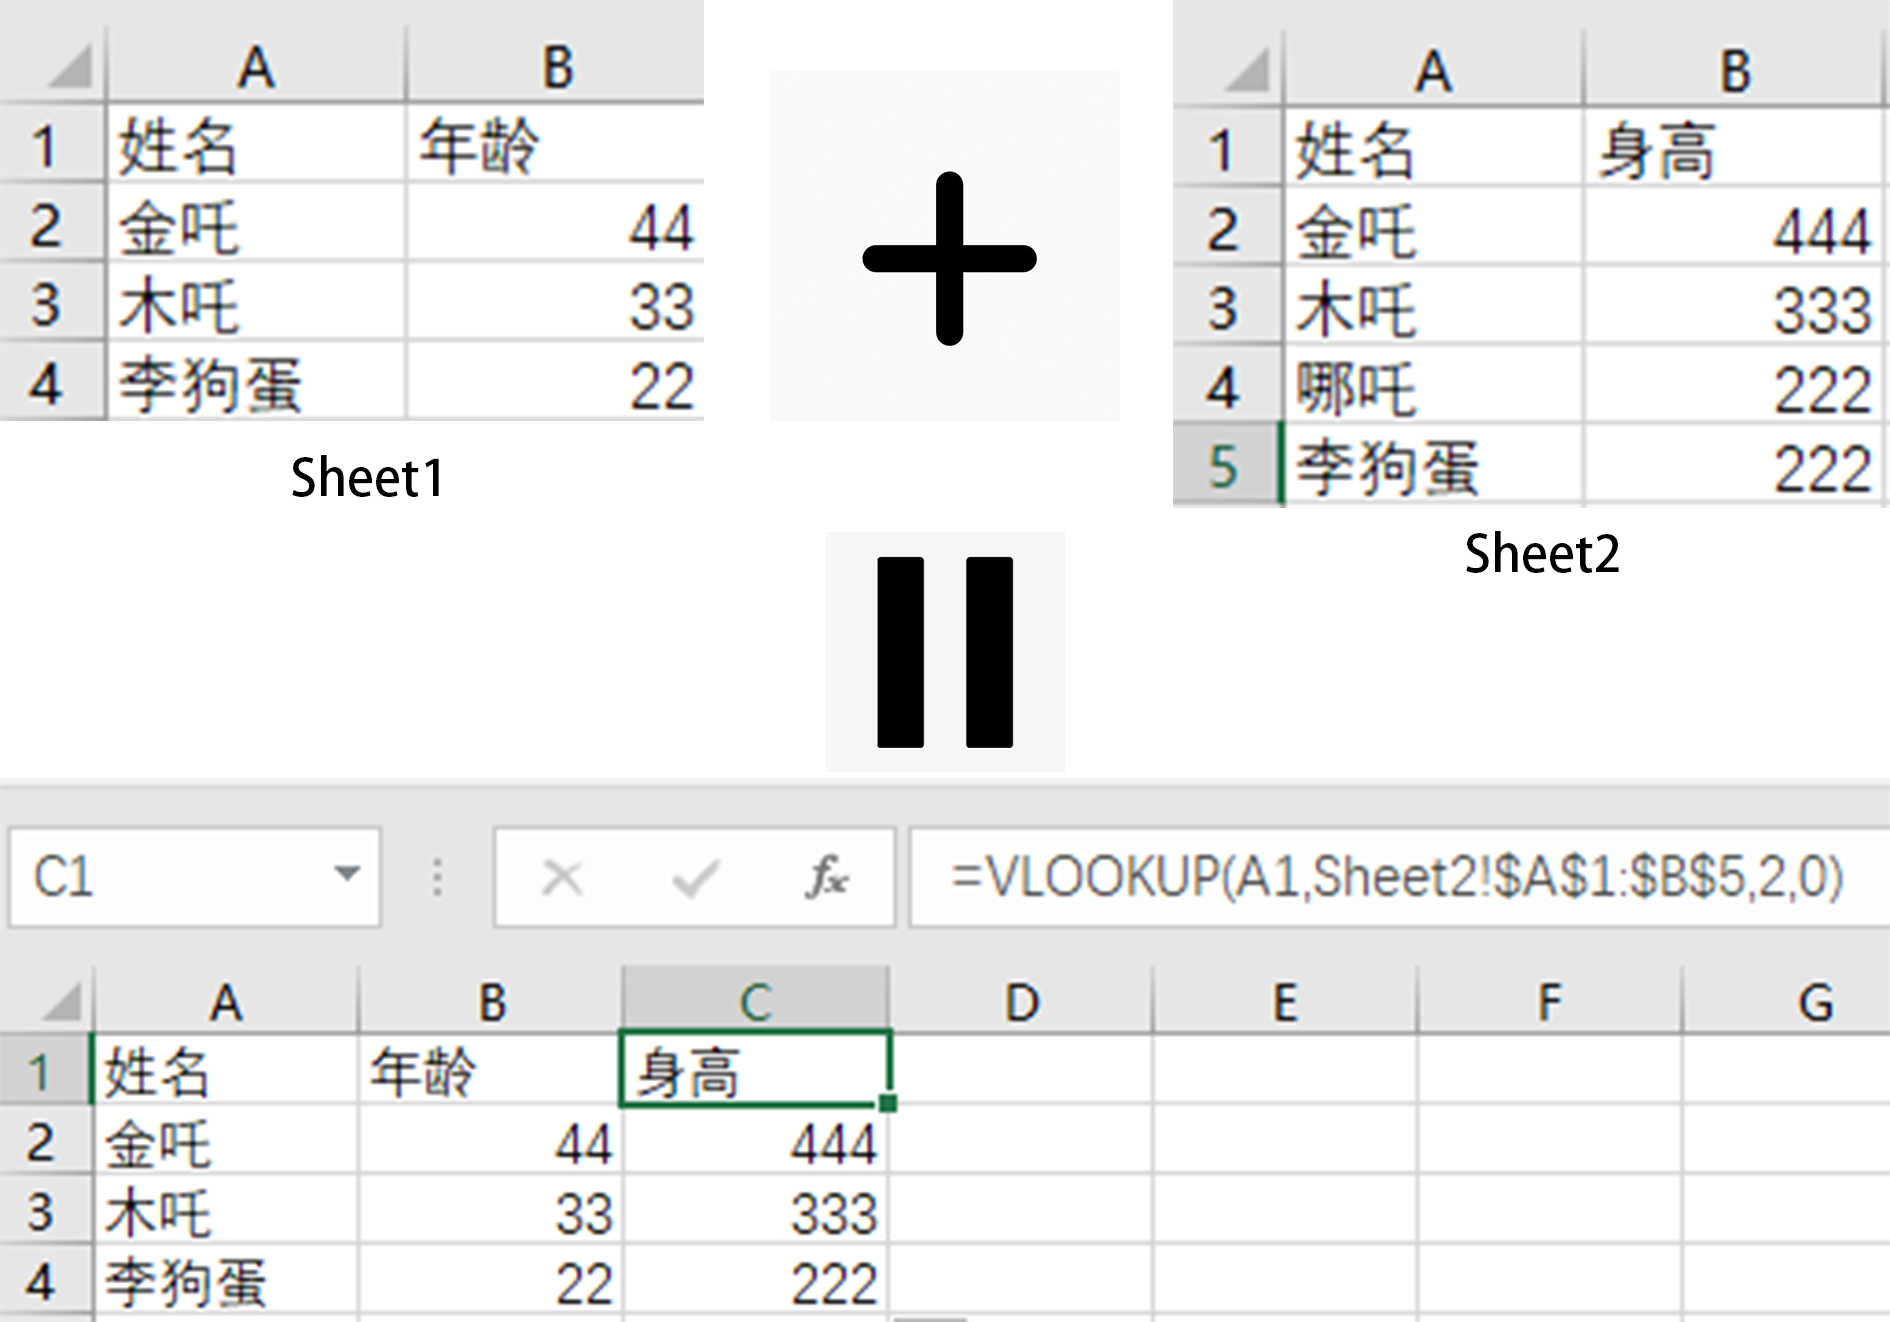 A B
1 姓名 年龄
2 金吒 44
3 木吒 33
4 李狗蛋 22
Sheet1
A B
1 姓名 身高
2 金吒 444
3 木吒 333
4 哪吒 222
5 李狗蛋 222
Sheet2
C1 fx =VLOOKUP(A1,Sheet2!$A$1:$B$5,2,0)
A B C D E F G
1 姓名 年龄 身高
2 金吒 44 444
3 木吒 33 333
4 李狗蛋 22 222